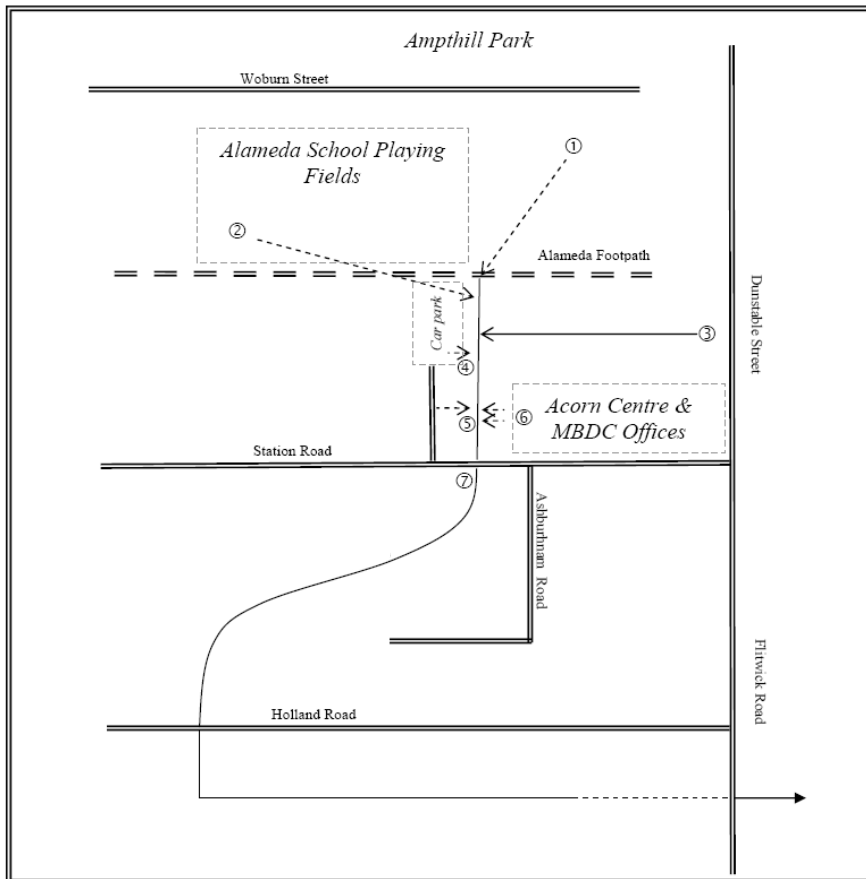 Ampthill Park
Woburn Street
①
Alameda School Playing
Fields
②
Alameda Footpath
Dunstable Street
Car park
③
④
Acorn Centre &
MBDC Offices
⑤
⑥
Station Road
⑦
Ashburhnam Road
Flitwick Road
Holland Road